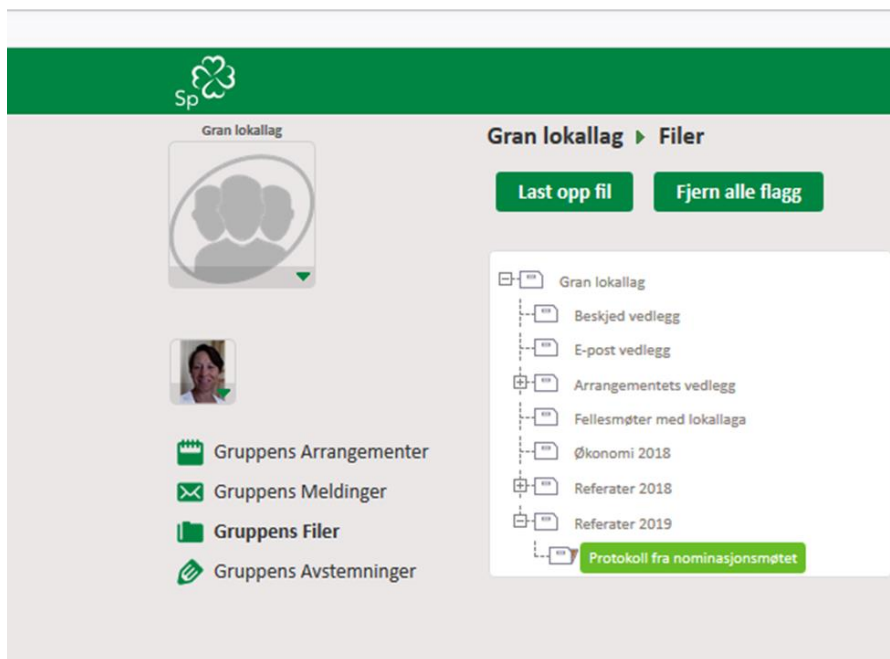 Sp
Gran lokallag
Gran lokallag Filer
Last opp fil Fjern alle flagg
Gran lokallag
Beskjed vedlegg
E-post vedlegg
Arrangementets vedlegg
Fellesmøter med lokallaga
Økonomi 2018
Referater 2018
Referater 2019
Protokoll fra nominasjonsmøtet
Gruppens Arrangementer
Gruppens Meldinger
Gruppens Filer
Gruppens Avstemninger